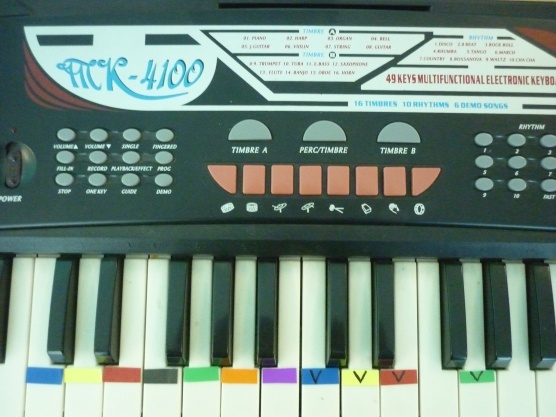 TIMBRE A
01. PIANO 02. HARP 03. ORGAN 04. BELL
05. GUITAR 06. VIOLIN 07. STRING 08. GUITAR
TIMBRE B
09. TRUMPET 10. TUBA 11. E.BASS 12. SAXOPHONE
13. FLUTE 14. BANJO 15. OBOE 16. HORN
RHYTHM
1.DISCO 2.8 BEAT 3.ROCK ROLL
4.RHUMBA 5.TANGO 6.MARCH
7.COUNTRY 8.BOSSANOVA 9.WALTZ 10.CHA CHA
MCK-4100
49 KEYS MULTIFUNCTIONAL ELECTRONIC KEYBOA
16 TIMBRES 10 RHYTHMS 6 DEMO SONGS
VOLUME▲ VOLUME▼ SINGLE FINGERED
FILL-IN RECORD PLAYBACK/EFFECT PROG
STOP ONE KEY GUIDE DEMO
POWER
TIMBRE A PERC/TIMBRE TIMBRE B
RHYTHM
1 2 3
5 6 7
9 10 FAST
V V V V